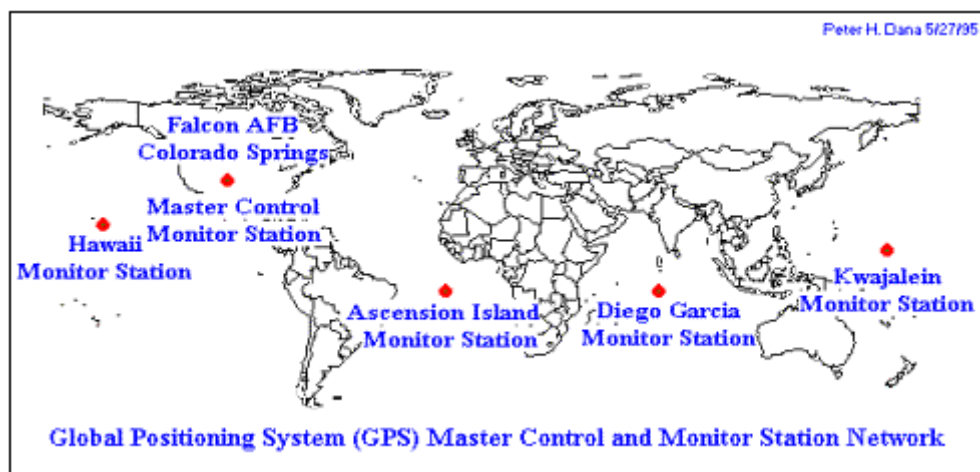 Peter H. Dana 5/27/95
Falcon AFB
Colorado Springs
Master Control
Monitor Station
Hawaii
Monitor Station
Ascension Island
Monitor Station
Diego Garcia
Monitor Station
Kwajalein
Monitor Station
Global Positioning System (GPS) Master Control and Monitor Station Network